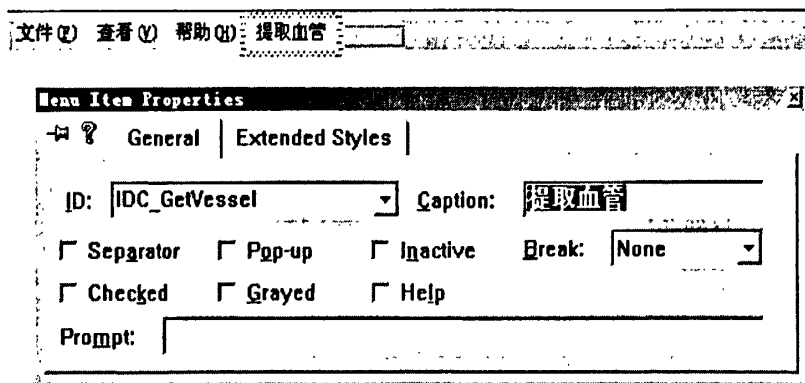 文件(F) 查看(V) 帮助(H) 提取血管
Menu Item Properties
General Extended Styles
ID: IDC_GetVessel Caption: 提取血管
Separator Pop-up Inactive Break: None
Checked Grayed Help
Prompt: